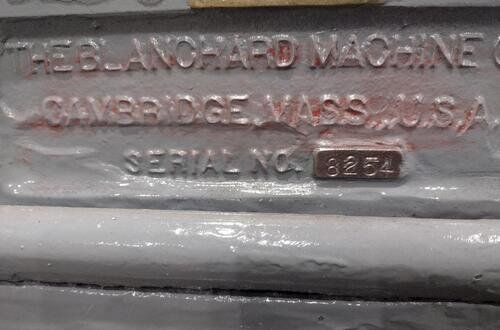 THE BLANCHARD MACHINE C
CAMBRIDGE, MASS., U.S.A
SERIAL NO. 8254